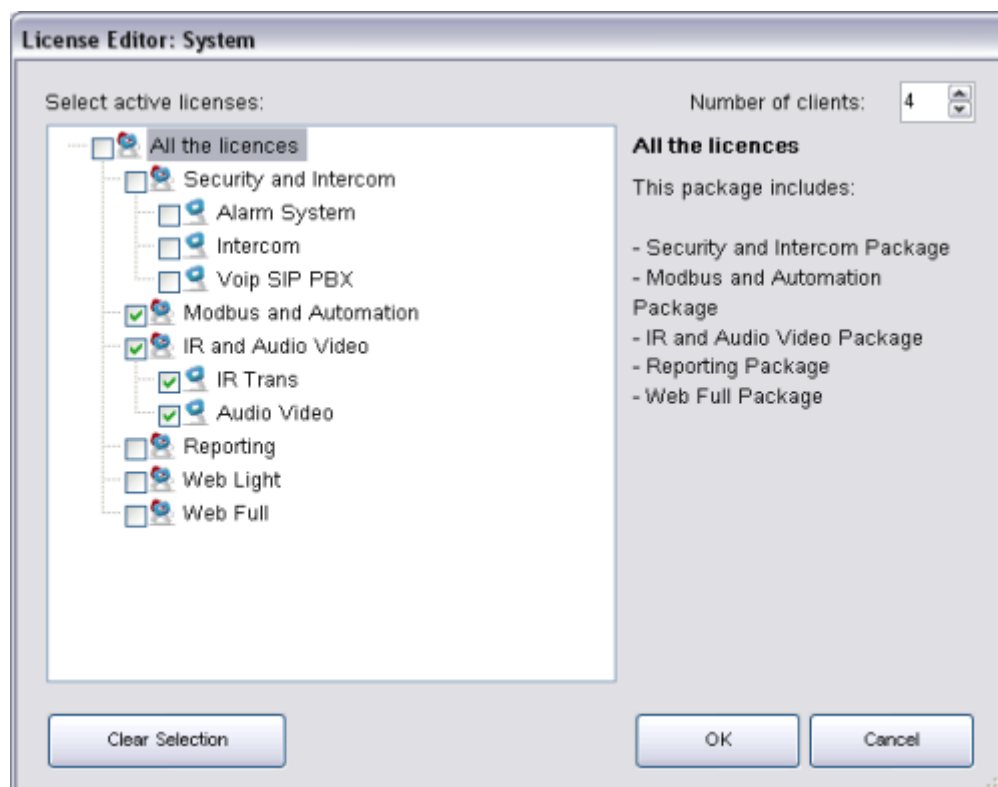 License Editor: System
Select active licenses:
Number of clients: 4
All the licences
Security and Intercom
Alarm System
Intercom
Voip SIP PBX
Modbus and Automation
IR and Audio Video
IR Trans
Audio Video
Reporting
Web Light
Web Full
All the licences
This package includes:
- Security and Intercom Package
- Modbus and Automation
Package
- IR and Audio Video Package
- Reporting Package
- Web Full Package
Clear Selection
OK
Cancel